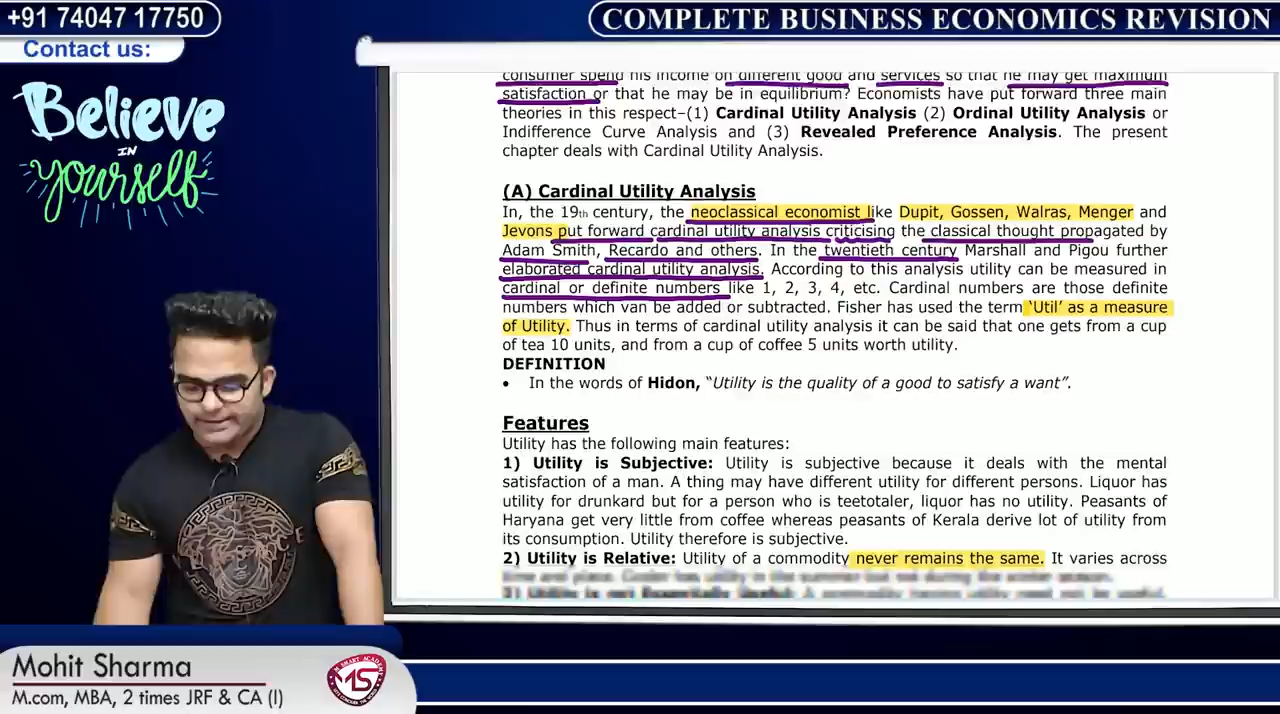 +91 74047 17750
Contact us:
COMPLETE BUSINESS ECONOMICS REVISION
Believe
IN
yourself
consumer spend his income on different good and services so that he may get maximum
satisfaction or that he may be in equilibrium? Economists have put forward three main
theories in this respect–(1) Cardinal Utility Analysis (2) Ordinal Utility Analysis or
Indifference Curve Analysis and (3) Revealed Preference Analysis. The present
chapter deals with Cardinal Utility Analysis.
(A) Cardinal Utility Analysis
In, the 19th century, the neoclassical economist like Dupit, Gossen, Walras, Menger and
Jevons put forward cardinal utility analysis criticising the classical thought propagated by
Adam Smith, Recardo and others. In the twentieth century Marshall and Pigou further
elaborated cardinal utility analysis. According to this analysis utility can be measured in
cardinal or definite numbers like 1, 2, 3, 4, etc. Cardinal numbers are those definite
numbers which van be added or subtracted. Fisher has used the term ‘Util’ as a measure
of Utility. Thus in terms of cardinal utility analysis it can be said that one gets from a cup
of tea 10 units, and from a cup of coffee 5 units worth utility.
DEFINITION
• In the words of Hidon, “Utility is the quality of a good to satisfy a want”.
Features
Utility has the following main features:
1) Utility is Subjective: Utility is subjective because it deals with the mental
satisfaction of a man. A thing may have different utility for different persons. Liquor has
utility for drunkard but for a person who is teetotaler, liquor has no utility. Peasants of
Haryana get very little from coffee whereas peasants of Kerala derive lot of utility from
its consumption. Utility therefore is subjective.
2) Utility is Relative: Utility of a commodity never remains the same. It varies across
Mohit Sharma
M.com, MBA, 2 times JRF & CA (I)
MS